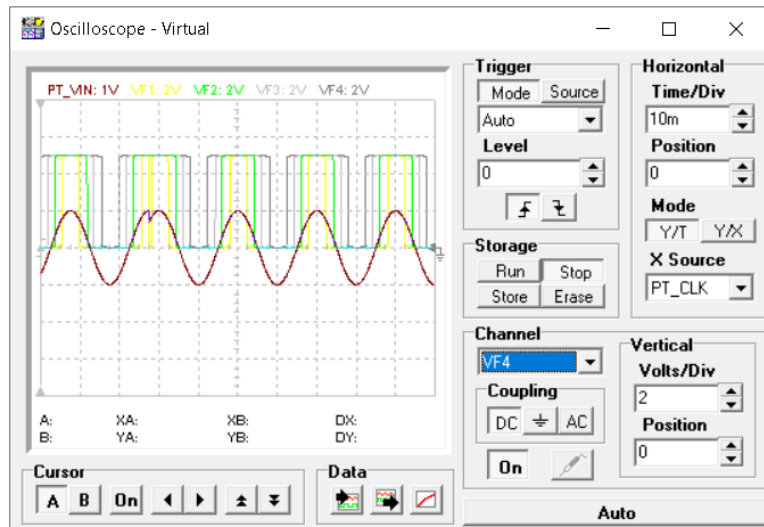 Oscilloscope - Virtual
PT_VIN: 1V VF1: 2V VF2: 2V VF3: 2V VF4: 2V
A: XA: XB: DX:
B: YA: YB: DY:
Cursor
A B On
Data
Trigger
Mode Source
Auto
Level
0
Storage
Run Stop
Store Erase
Horizontal
Time/Div
10m
Position
0
Mode
Y/T Y/X
X Source
PT_CLK
Channel
VF4
Coupling
DC AC
On
Vertical
Volts/Div
2
Position
0
Auto